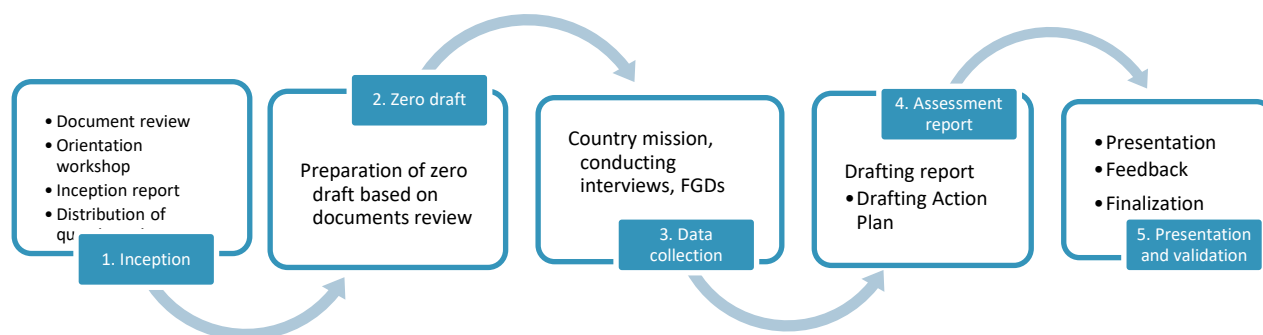 • Document review
• Orientation
workshop
• Inception report
• Distribution of
1. Inception
2. Zero draft
Preparation of zero
draft based on
documents review
Country mission,
conducting
interviews, FGDs
3. Data
collection
4. Assessment
report
Drafting report
• Drafting Action
Plan
• Presentation
• Feedback
• Finalization
5. Presentation
and validation